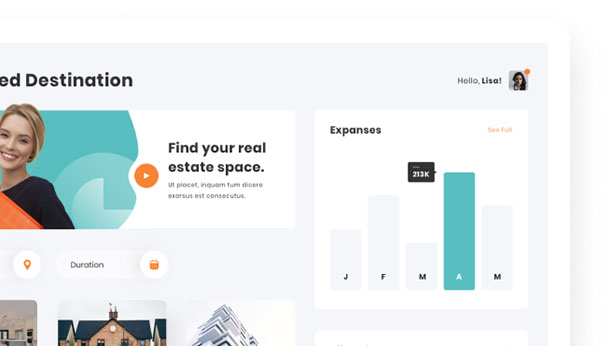 ed Destination
Hello, Lisa!
Find your real
estate space.
Ut placet, inquam tum dicere
exorsus est consecutus.
Duration
Expanses
See Full
213K
J F M A M